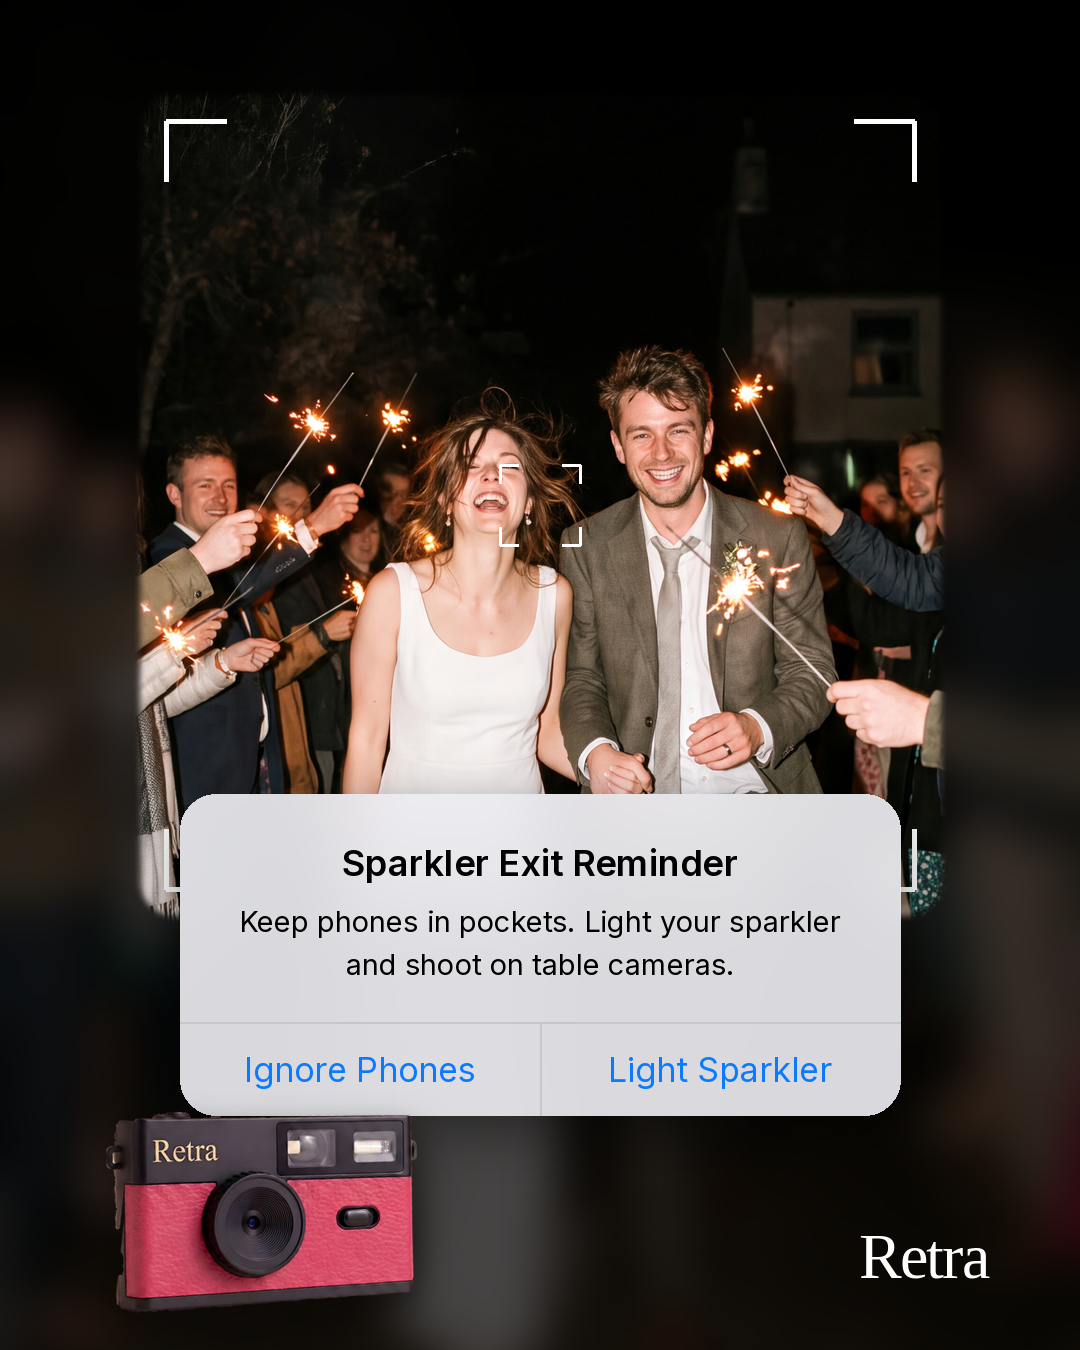 Sparkler Exit Reminder
Keep phones in pockets. Light your sparkler
and shoot on table cameras.
Ignore Phones
Light Sparkler
Retra
Retra